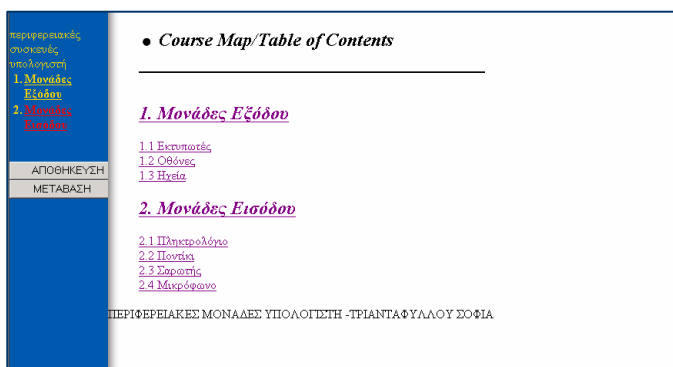 περιφερειακές
συσκευές
υπολογιστή
1. Μονάδες
Εξόδου
2. Μονάδες
Εισόδου
ΑΠΟΘΗΚΕΥΣΗ
ΜΕΤΑΒΑΣΗ
• Course Map/Table of Contents
1. Μονάδες Εξόδου
1.1 Εκτυπωτές
1.2 Οθόνες
1.3 Ηχεία
2. Μονάδες Εισόδου
2.1 Πληκτρολόγιο
2.2 Ποντίκι
2.3 Σαρωτής
2.4 Μικρόφωνο
ΠΕΡΙΦΕΡΕΙΑΚΕΣ ΜΟΝΑΔΕΣ ΥΠΟΛΟΓΙΣΤΗ -ΤΡΙΑΝΤΑΦΥΛΛΟΥ ΣΟΦΙΑ